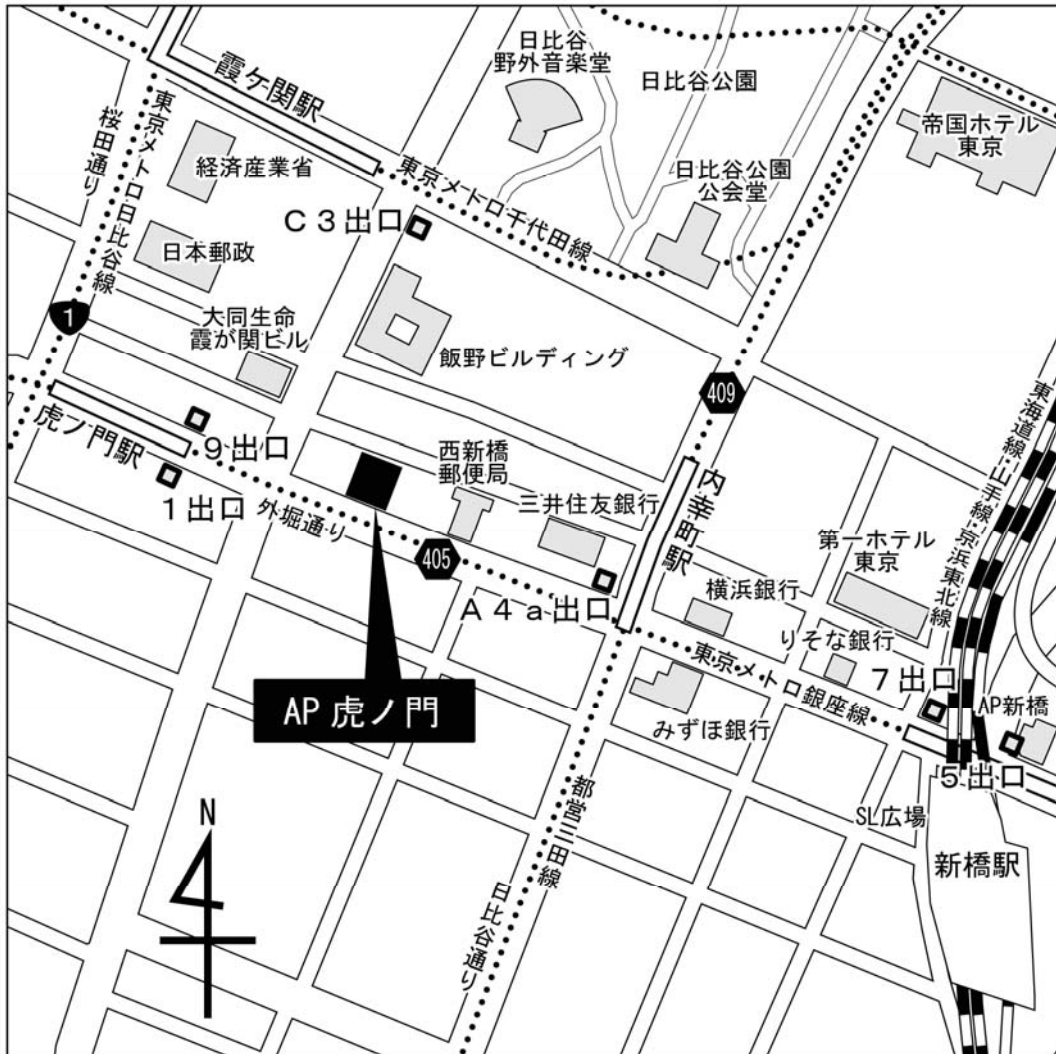 日比谷
野外音楽堂
日比谷公園
霞ケ関駅
帝国ホテル
東京
桜田通り
東京メトロ日比谷線
経済産業省
東京メトロ千代田線
日比谷公園
公会堂
C3出口
日本郵政
1
大同生命
霞が関ビル
飯野ビルディング
409
東海道線・山手線・京浜東北線
虎ノ門駅
9出口
西新橋
郵便局
三井住友銀行
内幸町駅
1出口
外堀通り
405
第一ホテル
東京
A4a出口
横浜銀行
りそな銀行
東京メトロ銀座線
7出口
AP新橋
AP 虎ノ門
みずほ銀行
5出口
都営三田線
SL広場
N
新橋駅
日比谷通り